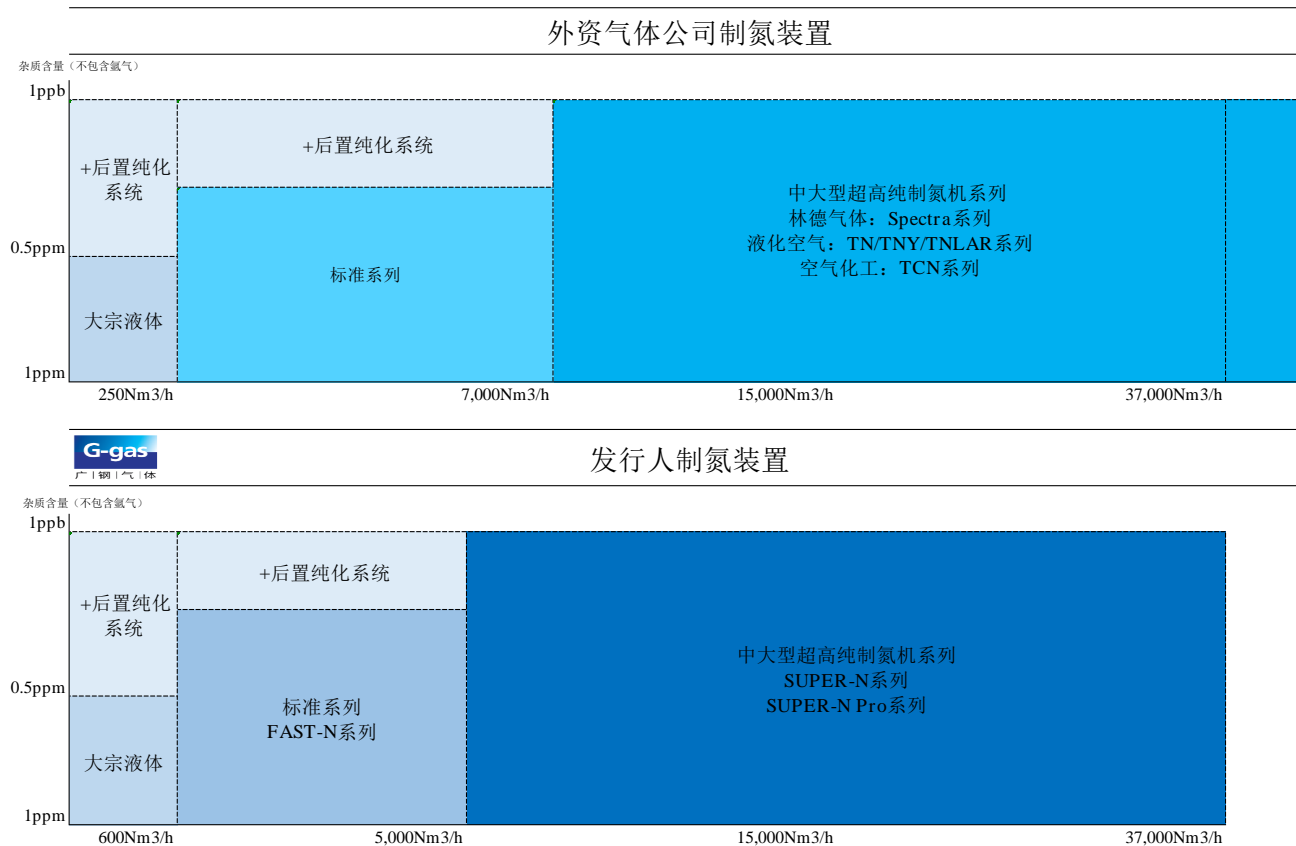 外资气体公司制氮装置
杂质含量（不包含氩气）
1ppb
+后置纯化
系统
+后置纯化系统
中大型超高纯制氮机系列
林德气体：Spectra系列
液化空气：TN/TNY/TNLAR系列
空气化工：TCN系列
0.5ppm
标准系列
大宗液体
1ppm
250Nm3/h
7,000Nm3/h
15,000Nm3/h
37,000Nm3/h
G-gas
广钢气体
发行人制氮装置
杂质含量（不包含氩气）
1ppb
+后置纯化系统
+后置纯化
系统
中大型超高纯制氮机系列
SUPER-N系列
SUPER-N Pro系列
0.5ppm
标准系列
FAST-N系列
大宗液体
1ppm
600Nm3/h
5,000Nm3/h
15,000Nm3/h
37,000Nm3/h